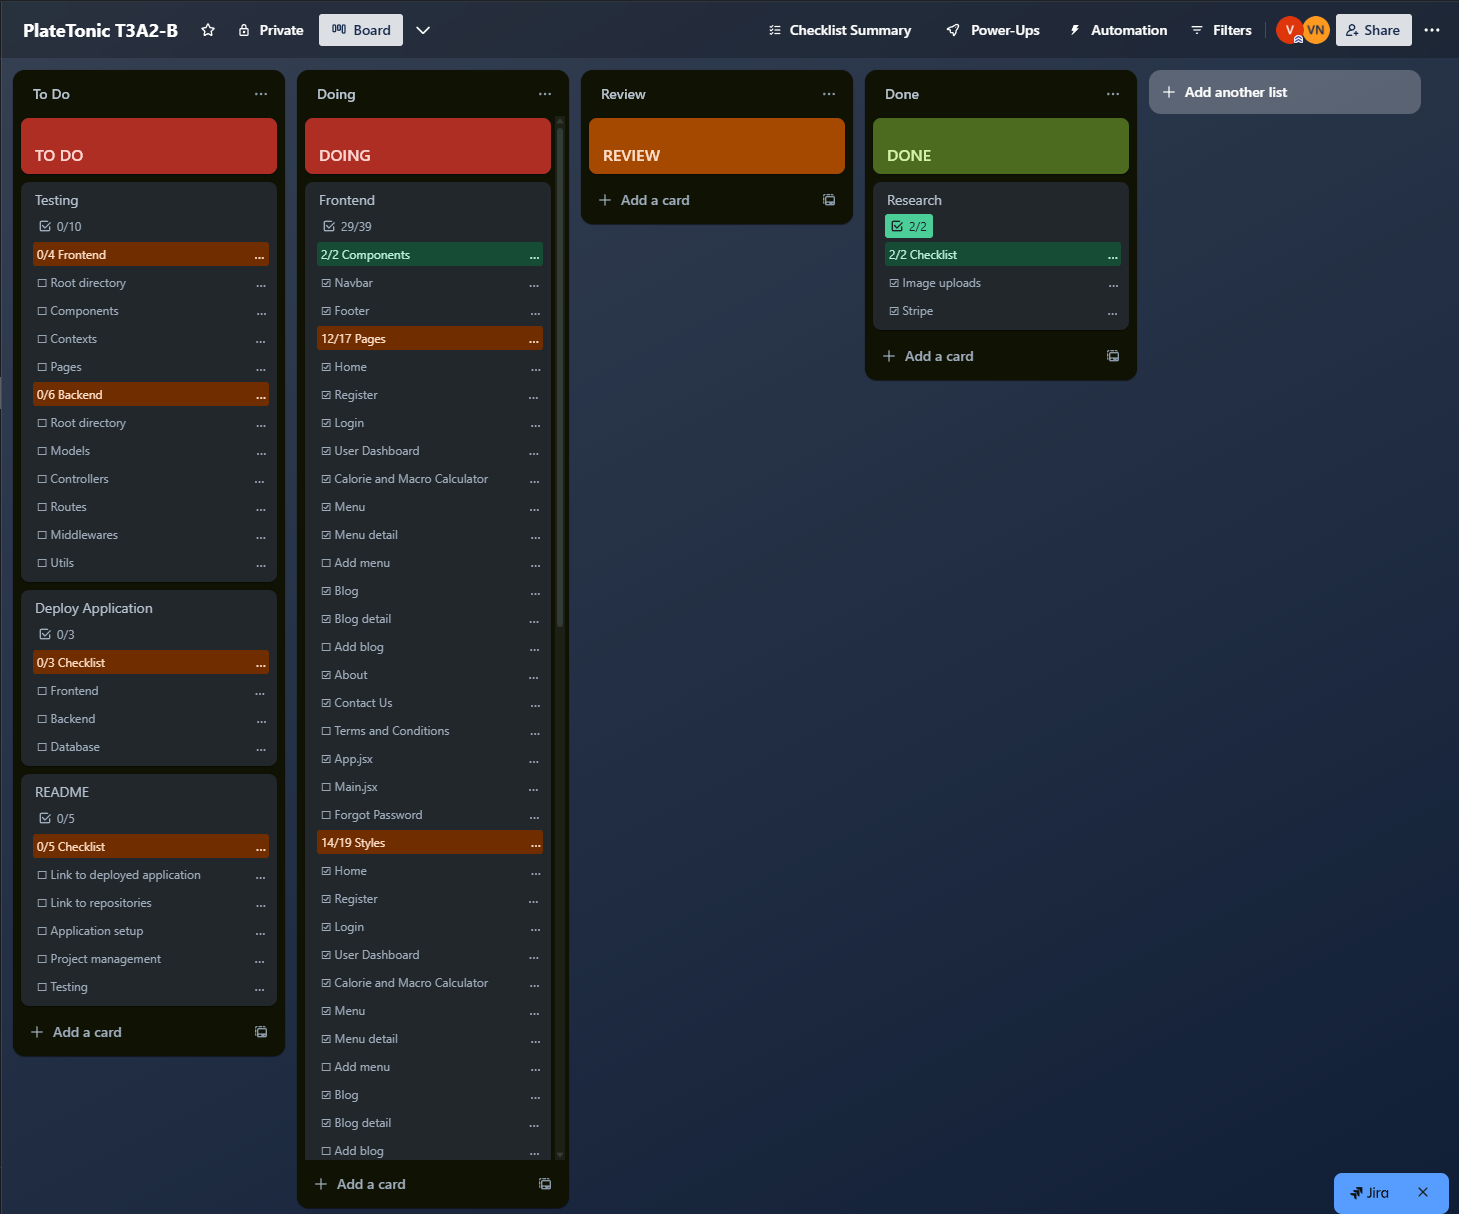 PlateTonic T3A2-B
Private
Board
Checklist Summary
Power-Ups
Automation
Filters
V
VN
Share
To Do
TO DO
Testing
0/10
0/4 Frontend
Root directory
Components
Contexts
Pages
0/6 Backend
Root directory
Models
Controllers
Routes
Middlewares
Utils
Deploy Application
0/3
0/3 Checklist
Frontend
Backend
Database
README
0/5
0/5 Checklist
Link to deployed application
Link to repositories
Application setup
Project management
Testing
Add a card
Doing
DOING
Frontend
29/39
2/2 Components
Navbar
Footer
12/17 Pages
Home
Register
Login
User Dashboard
Calorie and Macro Calculator
Menu
Menu detail
Add menu
Blog
Blog detail
Add blog
About
Contact Us
Terms and Conditions
App.jsx
Main.jsx
Forgot Password
14/19 Styles
Home
Register
Login
User Dashboard
Calorie and Macro Calculator
Menu
Menu detail
Add menu
Blog
Blog detail
Add blog
Add a card
Review
REVIEW
Add a card
Done
DONE
Research
2/2
2/2 Checklist
Image uploads
Stripe
Add a card
Add another list
Jira